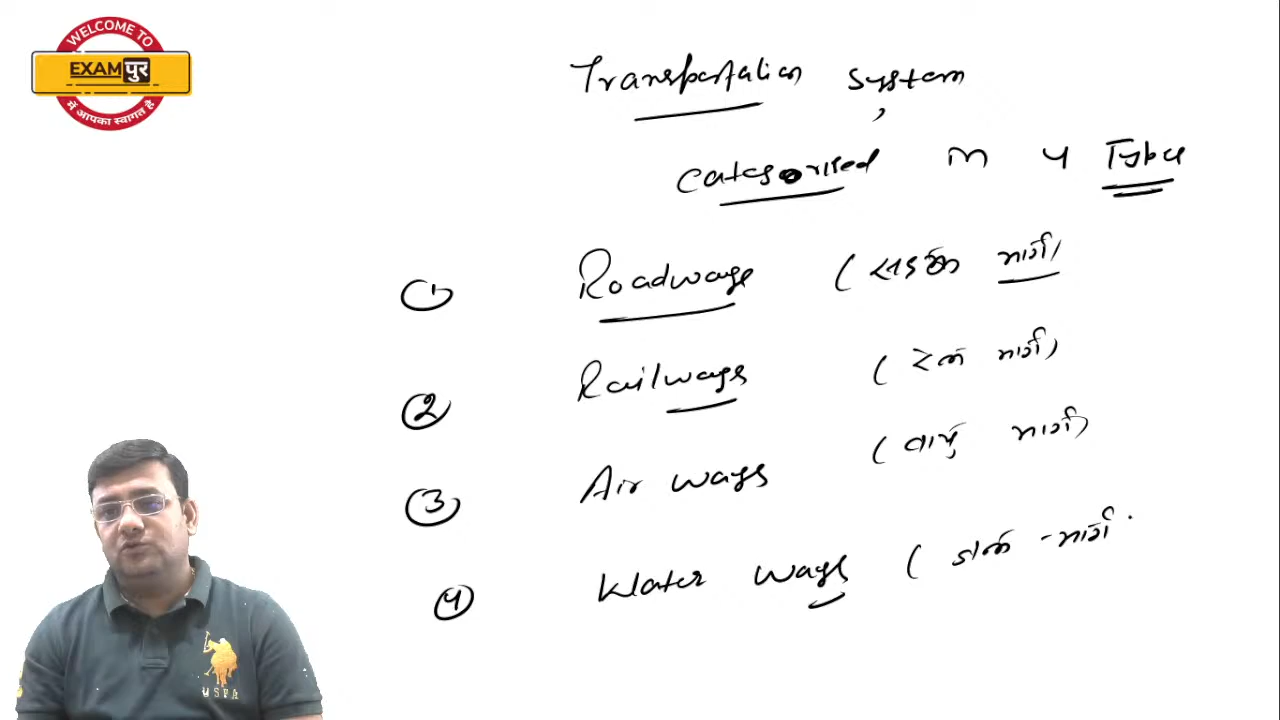 WELCOME TO
EXAMपुर
में आपका स्वागत है
Transportation system,
categorised in 4 Types
① Roadways (सड़क मार्ग)
② Railways (रेल मार्ग)
③ Air ways (वायु मार्ग)
④ Water ways (जल-मार्ग
USPA